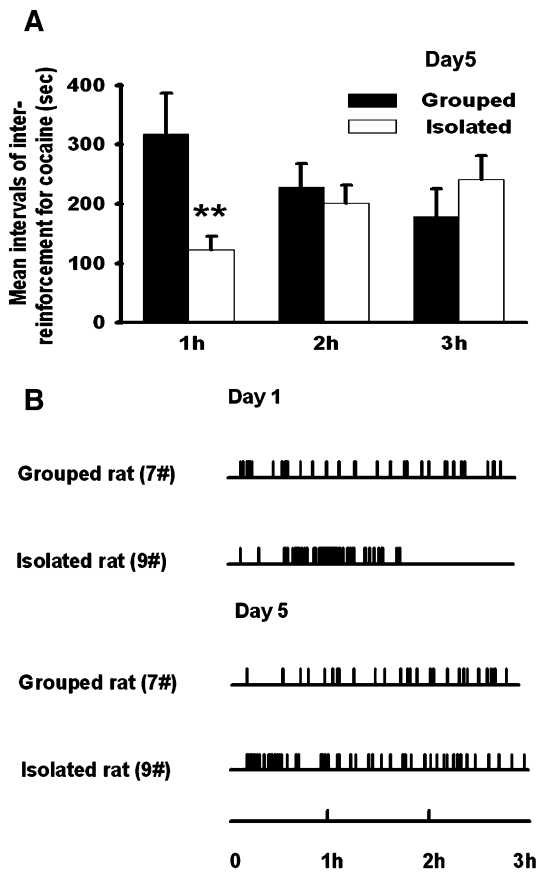 A
Day5
Grouped
Isolated
Mean intervals of inter-
reinforcement for cocaine (sec)
400
300
200
100
0
**
1h
2h
3h
B
Day 1
Grouped rat (7#)
Isolated rat (9#)
Day 5
Grouped rat (7#)
Isolated rat (9#)
0
1h
2h
3h